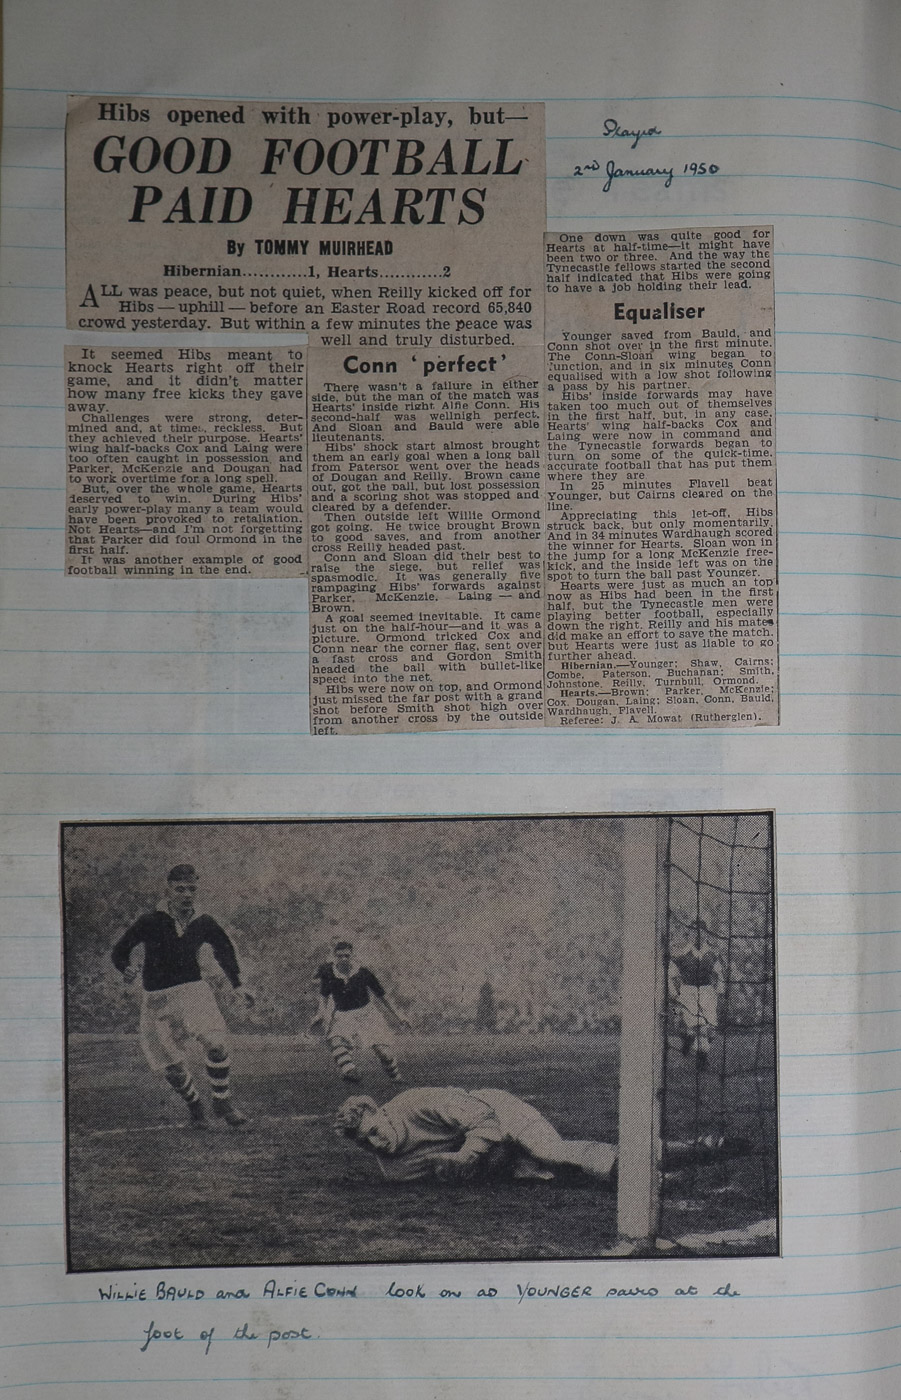 Hibs opened with power-play, but—
GOOD FOOTBALL
PAID HEARTS
By TOMMY MUIRHEAD
Hibernian............1, Hearts............2
ALL was peace, but not quiet, when Reilly kicked off for
Hibs — uphill — before an Easter Road record 65,840
crowd yesterday. But within a few minutes the peace was
well and truly disturbed.
It seemed Hibs meant to
knock Hearts right off their
game, and it didn't matter
how many free kicks they gave
away.
Challenges were strong, deter-
mined and, at times, reckless. But
they achieved their purpose. Hearts'
wing half-backs Cox and Laing were
too often caught in possession, and
Parker, McKenzie and Dougan had
to work overtime for a long spell.
But, over the whole game, Hearts
deserved to win. During Hibs'
early power-play many a team would
have been provoked to retaliation.
Not Hearts—and I'm not forgetting
that Parker did foul Ormond in the
first half.
It was another example of good
football winning in the end.
Conn 'perfect'
There wasn't a failure in either
side, but the man of the match was
Hearts' inside right Alfie Conn. His
second-half was wellnigh perfect.
And Sloan and Bauld were able
lieutenants.
Hibs' shock start almost brought
them an early goal when a long ball
from Paterson went over the heads
of Dougan and Reilly. Brown came
out, got the ball, but lost possession
and a scoring shot was stopped and
cleared by a defender.
Then outside left Willie Ormond
got going. He twice brought Brown
to good saves, and from another
cross Reilly headed past.
Conn and Sloan did their best to
raise the siege, but relief was
spasmodic. It was generally five
rampaging Hibs' forwards against
Parker, McKenzie, Laing — and
Brown.
A goal seemed inevitable. It came
just on the half-hour—and it was a
picture. Ormond tricked Cox and
Conn near the corner flag, sent over
a fast cross and Gordon Smith
headed the ball with bullet-like
speed into the net.
Hibs were now on top, and Ormond
just missed the far post with a grand
shot before Smith shot high over
from another cross by the outside
left.
Played
2nd January 1950
One down was quite good for
Hearts at half-time—it might have
been two or three. And the way the
Tynecastle fellows started the second
half indicated that Hibs were going
to have a job holding their lead.
Equaliser
Younger saved from Bauld, and
Conn shot over in the first minute.
The Conn-Sloan wing began to
function, and in six minutes Conn
equalised with a low shot following
a pass by his partner.
Hibs' inside forwards may have
taken too much out of themselves
in the first half, but, in any case,
Hearts' wing half-backs Cox and
Laing were now in command and
the Tynecastle forwards began to
turn on some of the quick-time,
accurate football that has put them
where they are
In 25 minutes Flavell beat
Younger, but Cairns cleared on the
line.
Appreciating this let-off, Hibs
struck back, but only momentarily.
And in 34 minutes Wardhaugh scored
the winner for Hearts. Sloan won in
the jump for a long McKenzie free-
kick, and the inside left was on the
spot to turn the ball past Younger.
Hearts were just as much on top
now as Hibs had been in the first
half, but the Tynecastle men were
playing better football, especially
down the right. Reilly and his mates
did make an effort to save the match,
but Hearts were just as liable to go
further ahead.
Hibernian.—Younger; Shaw, Cairns;
Combe, Paterson, Buchanan; Smith,
Johnstone, Reilly, Turnbull, Ormond.
Hearts.—Brown; Parker, McKenzie;
Cox, Dougan, Laing; Sloan, Conn, Bauld,
Wardhaugh, Flavell.
Referee: J. A. Mowat (Rutherglen).
WILLIE BAULD and ALFIE CONN look on as YOUNGER saves at the
foot of the post.